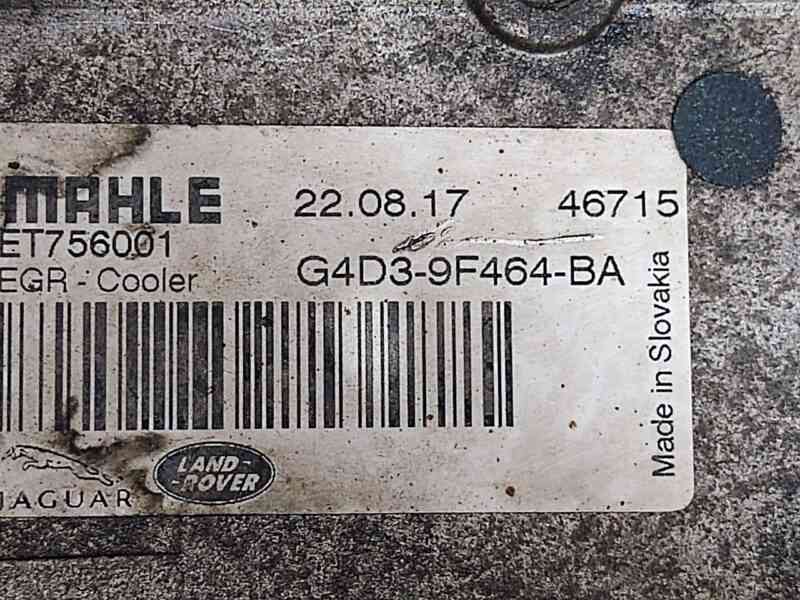 MAHLE 22.08.17 46715
ET756001
EGR - Cooler G4D3-9F464-BA
Made in Slovakia
JAGUAR
LAND-
-ROVER